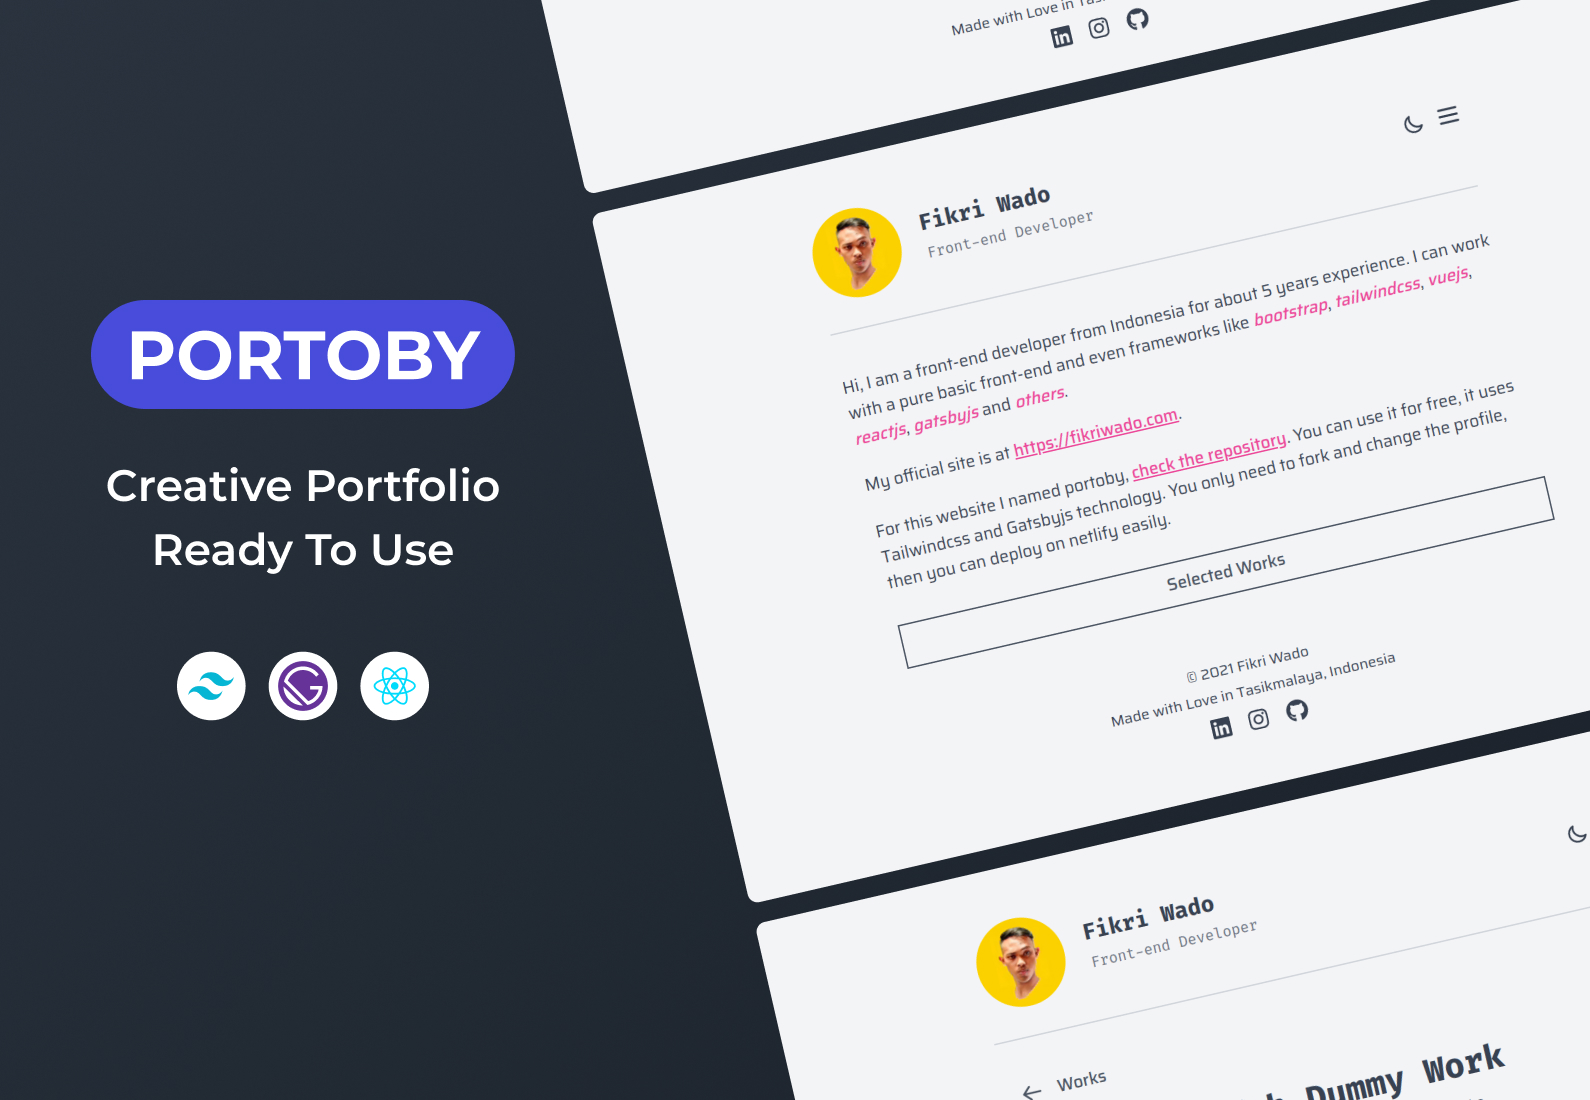 PORTOBY
Creative Portfolio
Ready To Use
Made with Love in
Fikri Wado
Front-end Developer
Hi, I am a front-end developer from Indonesia for about 5 years experience. I can work
with a pure basic front-end and even frameworks like bootstrap, tailwindcss, vuejs,
reactjs, gatsbyjs and others.
My official site is at https://fikriwado.com.
For this website I named portoby, check the repository. You can use it for free, it uses
Tailwindcss and Gatsbyjs technology. You only need to fork and change the profile,
then you can deploy on netlify easily.
Selected Works
© 2021 Fikri Wado
Made with Love in Tasikmalaya, Indonesia
Fikri Wado
Front-end Developer
Works
Dummy Work